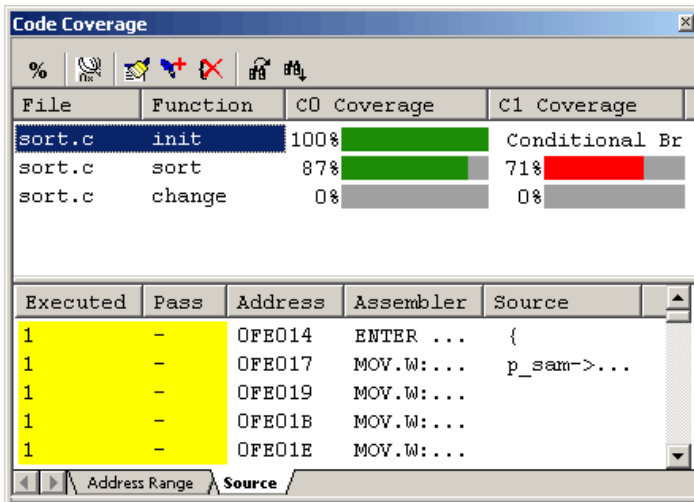 Code Coverage
%
File Function C0 Coverage C1 Coverage
sort.c init 100% Conditional Br
sort.c sort 87% 71%
sort.c change 0% 0%
Executed Pass Address Assembler Source
1 - 0FE014 ENTER ... {
1 - 0FE017 MOV.W:... p_sam->...
1 - 0FE019 MOV.W:...
1 - 0FE01B MOV.W:...
1 - 0FE01E MOV.W:...
Address Range Source